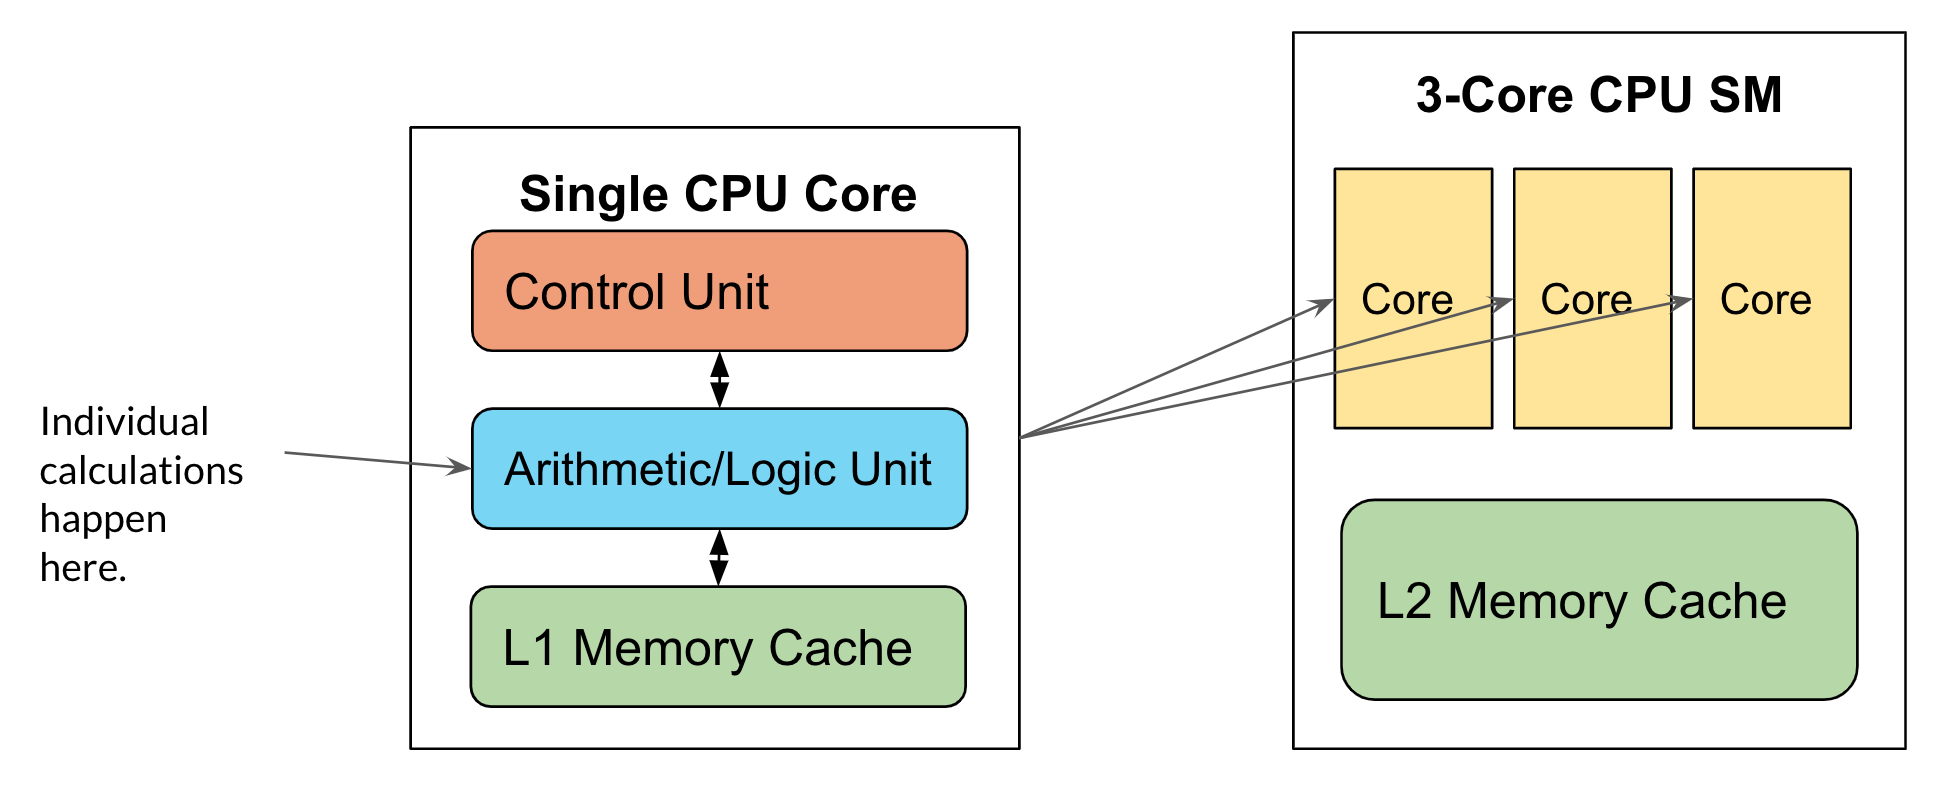 Individual
calculations
happen
here.
Single CPU Core
Control Unit
Arithmetic/Logic Unit
L1 Memory Cache
3-Core CPU SM
Core
Core
Core
L2 Memory Cache